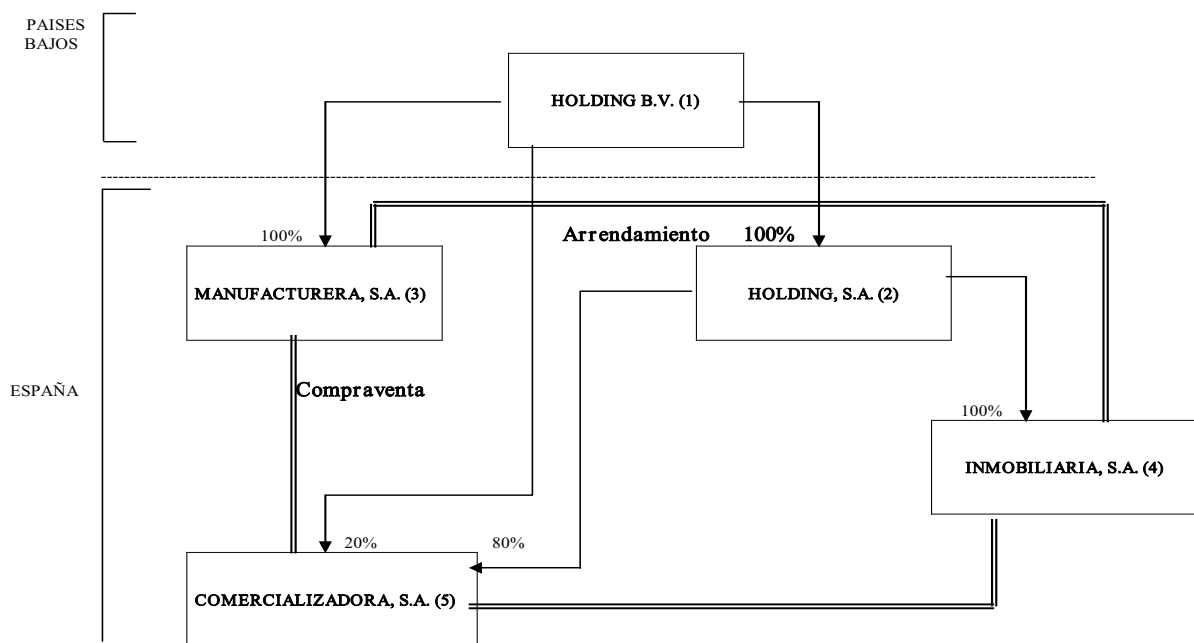 PAISES
BAJOS
HOLDING B.V. (1)
100%
Arrendamiento 100%
MANUFACTURERA, S.A. (3)
HOLDING, S.A. (2)
ESPAÑA
Compraventa
100%
INMOBILIARIA, S.A. (4)
20%
80%
COMERCIALIZADORA, S.A. (5)